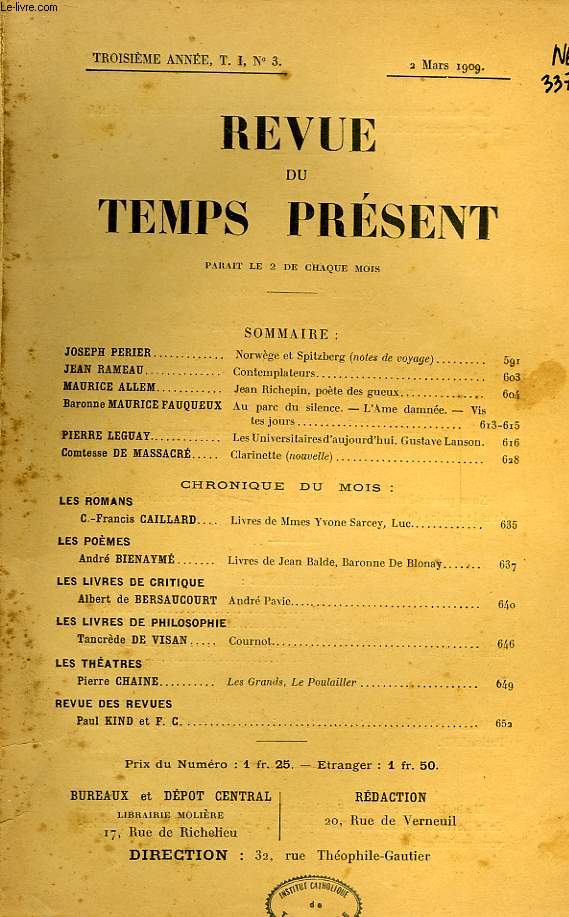 Le-livre.com
TROISIÈME ANNÉE, T. I, No 3.
2 Mars 1909.
337
REVUE
DU
TEMPS PRÉSENT
PARAIT LE 2 DE CHAQUE MOIS
SOMMAIRE :
JOSEPH PERIER............ Norwège et Spitzberg (notes de voyage)......... 591
JEAN RAMEAU............. Contemplateurs............................ 603
MAURICE ALLEM........... Jean Richepin, poète des gueux.............. 604
Baronne MAURICE FAUQUEUX Au parc du silence. — L'Ame damnée. — Vis
tes jours............................ 613-615
PIERRE LEGUAY............ Les Universitaires d'aujourd'hui. Gustave Lanson. 616
Comtesse DE MASSACRÉ..... Clarinette (nouvelle)......................... 628
CHRONIQUE DU MOIS :
LES ROMANS
C.-Francis CAILLARD.... Livres de Mmes Yvone Sarcey, Luc............. 635
LES POÈMES
André BIENAYMÉ....... Livres de Jean Balde, Baronne De Blonay...... 637
LES LIVRES DE CRITIQUE
Albert de BERSAUCOURT André Pavie................................. 640
LES LIVRES DE PHILOSOPHIE
Tancrède DE VISAN..... Cournot..................................... 646
LES THÉATRES
Pierre CHAINE.......... Les Grands, Le Poulailler .................... 649
REVUE DES REVUES
Paul KIND et F. C. ................................................ 652
Prix du Numéro : 1 fr. 25. — Etranger : 1 fr. 50.
BUREAUX et DÉPOT CENTRAL
LIBRAIRIE MOLIÈRE
17, Rue de Richelieu
RÉDACTION
20, Rue de Verneuil
DIRECTION : 32, rue Théophile-Gautier
INSTITUT CATHOLIQUE
de